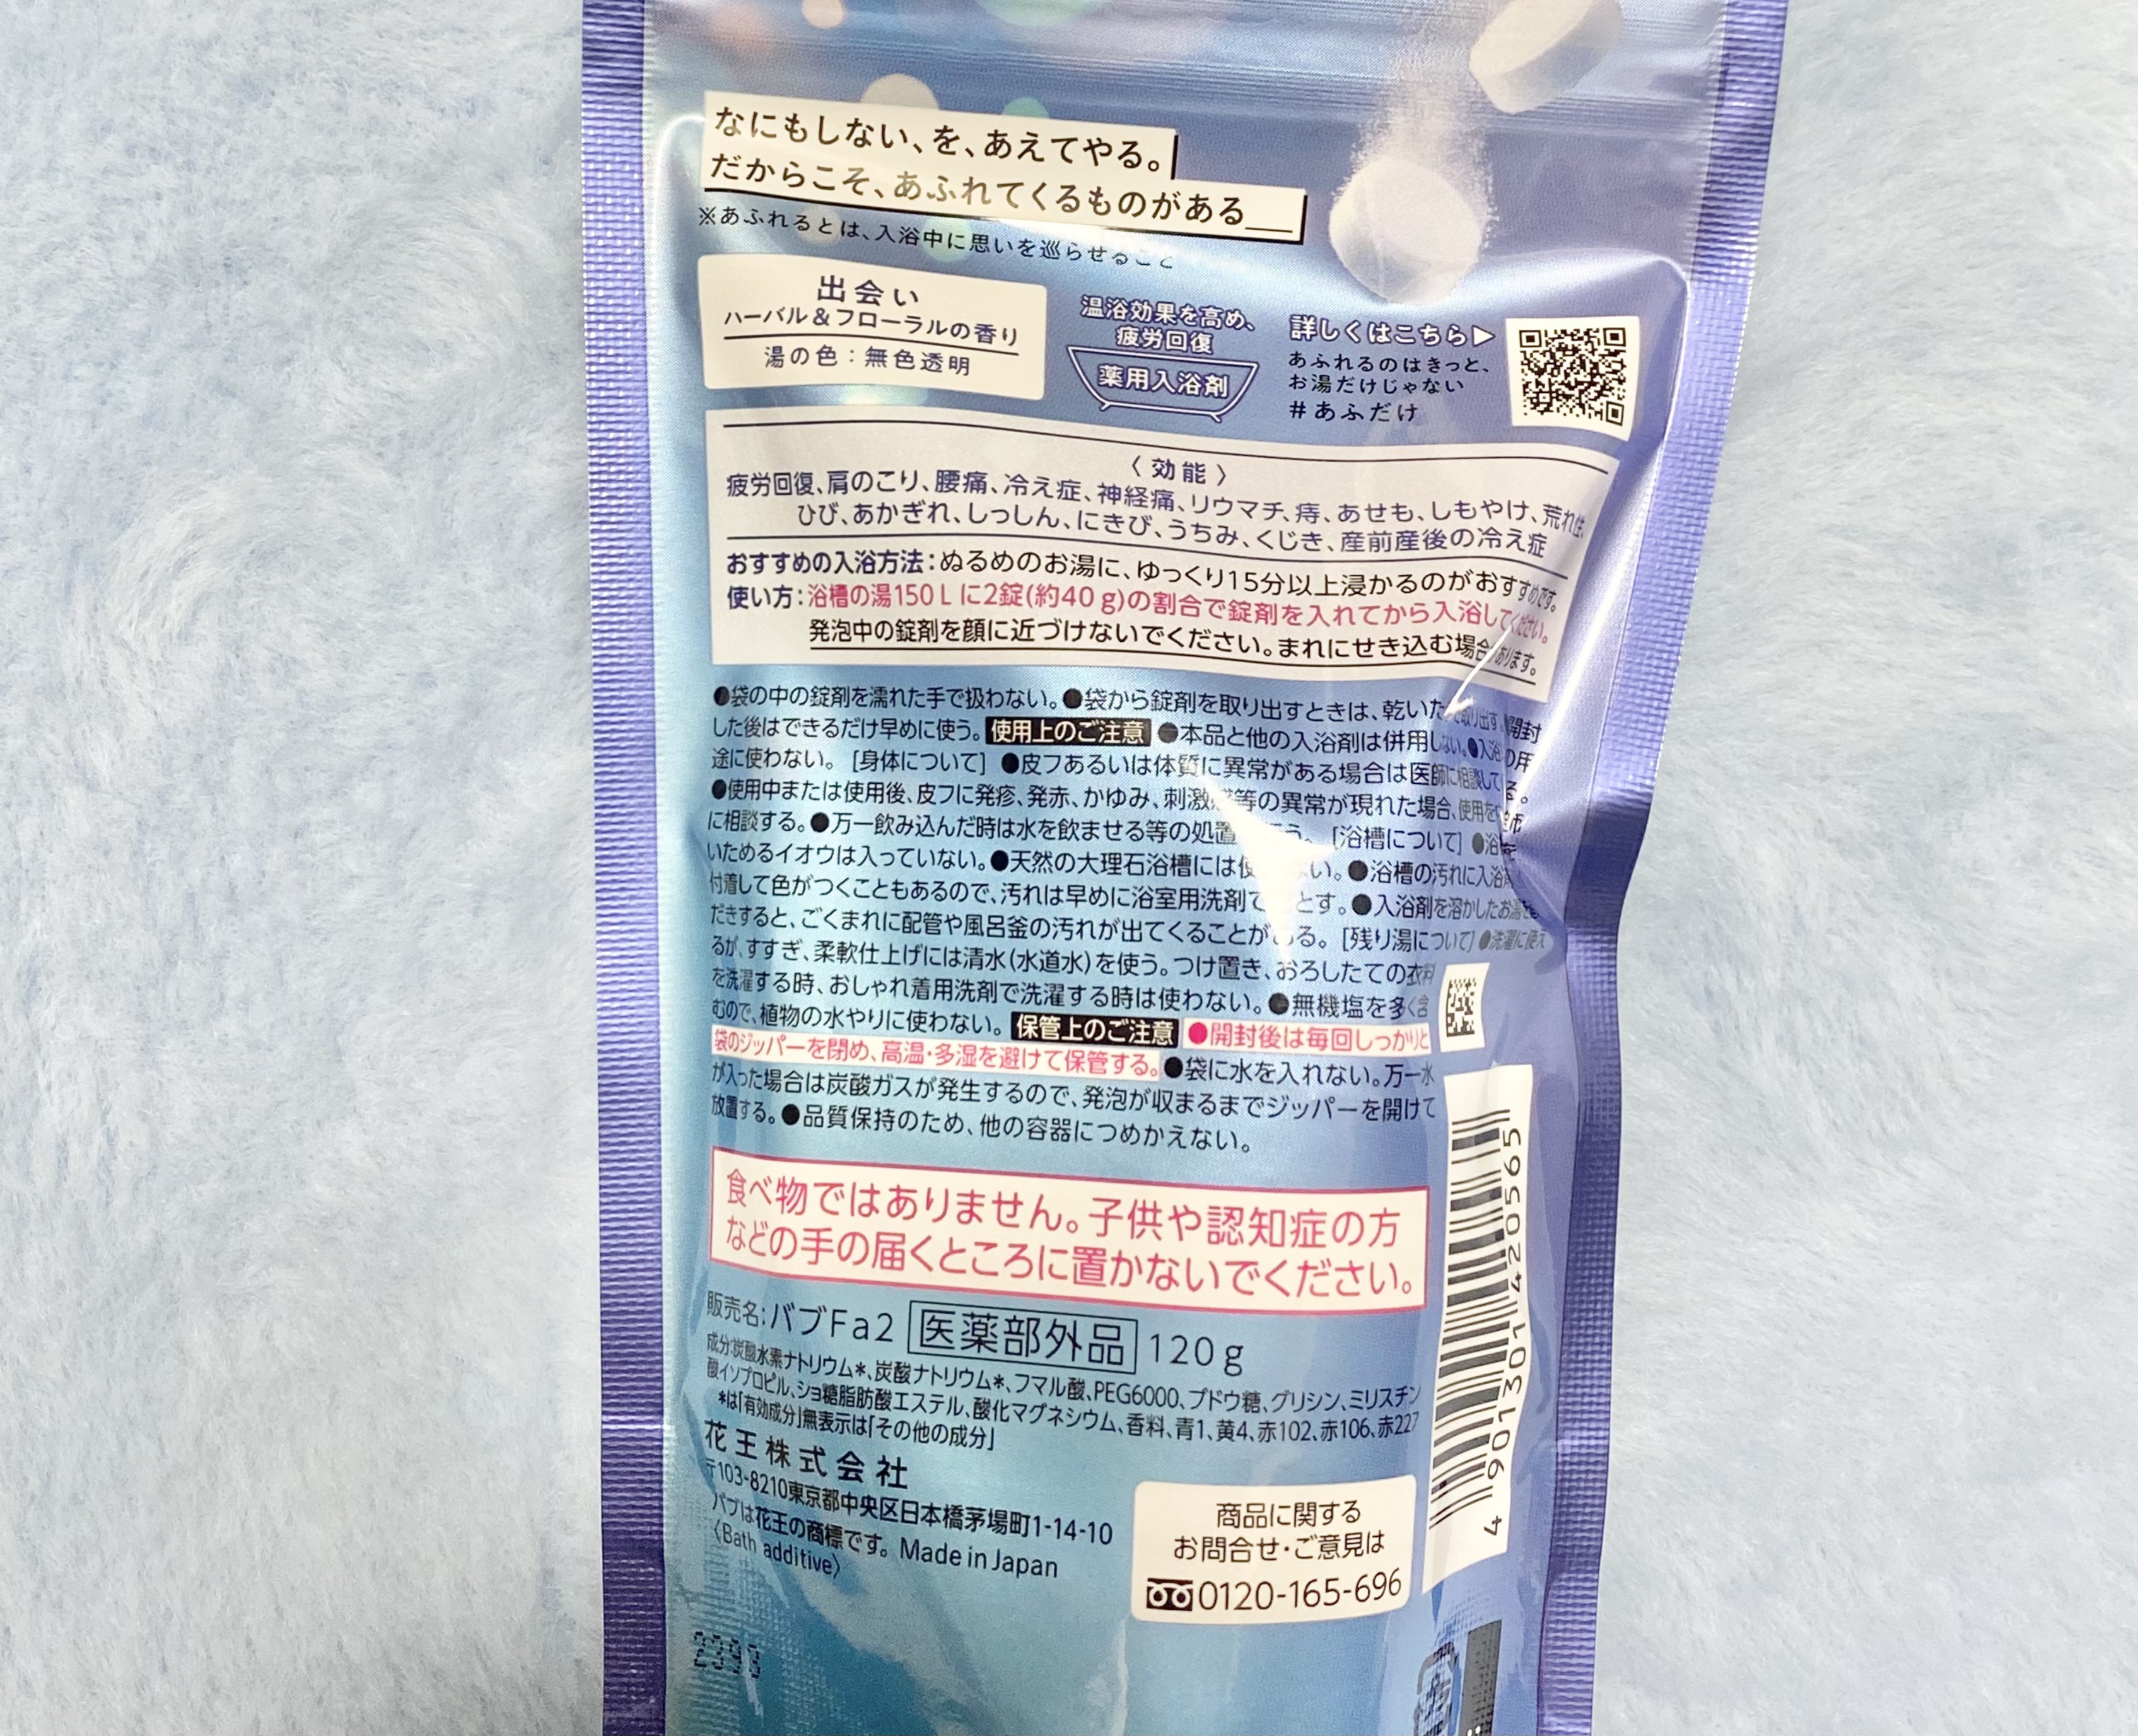 なにもしない、を、あえてやる。
だからこそ、あふれてくるものがある__
※あふれるとは、入浴中に思いを巡らせること
出会い
ハーバル＆フローラルの香り
湯の色：無色透明
温浴効果を高め、
疲労回復
薬用入浴剤
詳しくはこちら▶
あふれるのはきっと、
お湯だけじゃない
#あふだけ
〈効能〉
疲労回復、肩のこり、腰痛、冷え症、神経痛、リウマチ、痔、あせも、しもやけ、荒れ性、
ひび、あかぎれ、しっしん、にきび、うちみ、くじき、産前産後の冷え症
おすすめの入浴方法：ぬるめのお湯に、ゆっくり15分以上浸かるのがおすすめです。
使い方：浴槽の湯150Lに2錠(約40g)の割合で錠剤を入れてから入浴してください。
発泡中の錠剤を顔に近づけないでください。まれにせき込む場合があります。
●袋の中の錠剤を濡れた手で扱わない。●袋から錠剤を取り出すときは、乾いた 取り出す。●開封
した後はできるだけ早めに使う。使用上のご注意 ●本品と他の入浴剤は併用しない。●入浴 の用
途に使わない。 [身体について] ●皮フあるいは体質に異常がある場合は医師に相談して る。
●使用中または使用後、皮フに発疹、発赤、かゆみ、刺激感等の異常が現れた場合、使用を
に相談する。●万一飲み込んだ時は水を飲ませる等の処置を行う。 [浴槽について] ●浴
いためるイオウは入っていない。●天然の大理石浴槽には使 ない。●浴槽の汚れに入浴
付着して色がつくこともあるので、汚れは早めに浴室用洗剤で とす。●入浴剤を溶かしたお湯を
だきすると、ごくまれに配管や風呂釜の汚れが出てくることがある。 [残り湯について] ●洗濯に使え
るが、すすぎ、柔軟仕上げには清水(水道水)を使う。つけ置き、おろしたての衣料
を洗濯する時、おしゃれ着用洗剤で洗濯する時は使わない。●無機塩を多く含
むので、植物の水やりに使わない。保管上のご注意 ●開封後は毎回しっかりと
袋のジッパーを閉め、高温・多湿を避けて保管する。●袋に水を入れない。万一水
が入った場合は炭酸ガスが発生するので、発泡が収まるまでジッパーを開けて
放置する。●品質保持のため、他の容器につめかえない。
食べ物ではありません。子供や認知症の方
などの手の届くところに置かないでください。
販売名：バブFa2 医薬部外品 120g
成分：炭酸水素ナトリウム*、炭酸ナトリウム*、フマル酸、PEG6000、ブドウ糖、グリシン、ミリスチン
酸イソプロピル、ショ糖脂肪酸エステル、酸化マグネシウム、香料、青1、黄4、赤102、赤106、赤227
*は「有効成分」無表示は「その他の成分」
花王株式会社
〒103-8210東京都中央区日本橋茅場町1-14-10
バブは花王の商標です。 Made in Japan
〈Bath additive〉
商品に関する
お問合せ・ご意見は
0120-165-696
4 901301 420565
2393